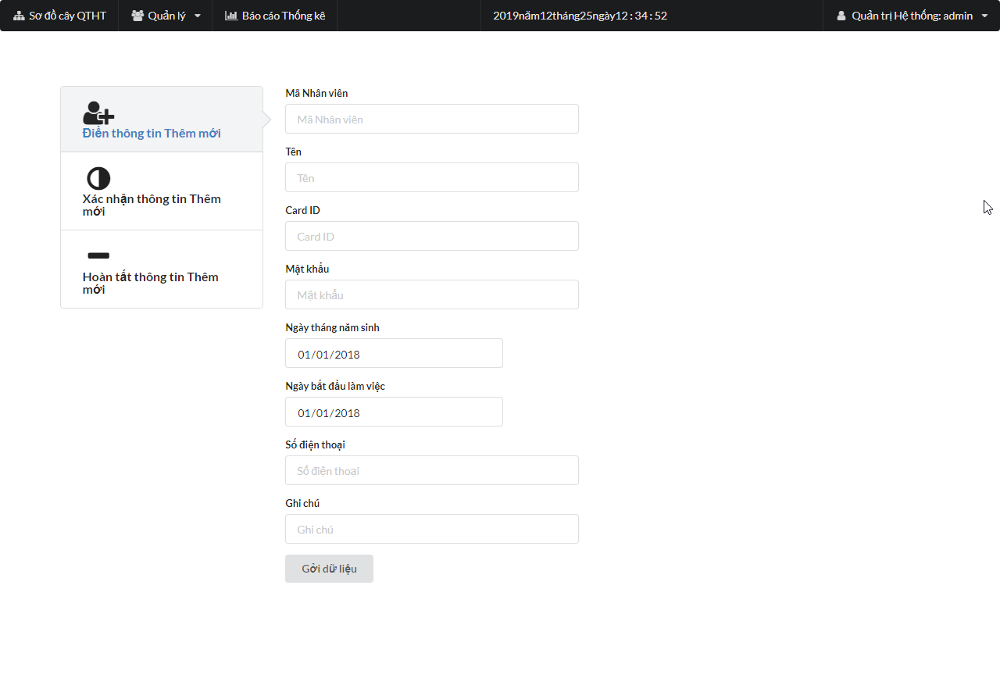 Sơ đồ cây QTHT
Quản lý
Báo cáo Thống kê
2019năm12tháng25ngày12 : 34 : 52
Quản trị Hệ thống: admin
Điền thông tin Thêm mới
Xác nhận thông tin Thêm
mới
Hoàn tất thông tin Thêm
mới
Mã Nhân viên
Mã Nhân viên
Tên
Tên
Card ID
Card ID
Mật khẩu
Mật khẩu
Ngày tháng năm sinh
01/01/2018
Ngày bắt đầu làm việc
01/01/2018
Số điện thoại
Số điện thoại
Ghi chú
Ghi chú
Gởi dữ liệu